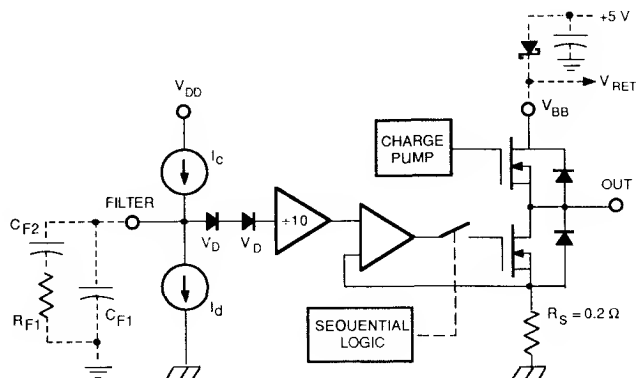 +5 V
V_RET
V_BB
V_DD
CHARGE
PUMP
I_C
FILTER
OUT
C_F2
÷10
V_D
V_D
R_F1
C_F1
I_d
SEQUENTIAL
LOGIC
R_S = 0.2 Ω